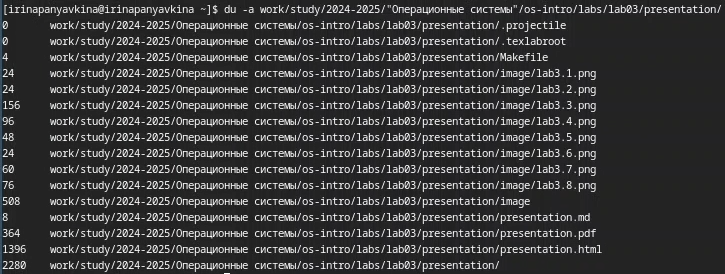 [irinapanyavkina@irinapanyavkina ~]$ du -a work/study/2024-2025/"Операционные системы"/os-intro/labs/lab03/presentation/
0 work/study/2024-2025/Операционные системы/os-intro/labs/lab03/presentation/.projectile
0 work/study/2024-2025/Операционные системы/os-intro/labs/lab03/presentation/.texlabroot
4 work/study/2024-2025/Операционные системы/os-intro/labs/lab03/presentation/Makefile
24 work/study/2024-2025/Операционные системы/os-intro/labs/lab03/presentation/image/lab3.1.png
24 work/study/2024-2025/Операционные системы/os-intro/labs/lab03/presentation/image/lab3.2.png
156 work/study/2024-2025/Операционные системы/os-intro/labs/lab03/presentation/image/lab3.3.png
96 work/study/2024-2025/Операционные системы/os-intro/labs/lab03/presentation/image/lab3.4.png
48 work/study/2024-2025/Операционные системы/os-intro/labs/lab03/presentation/image/lab3.5.png
24 work/study/2024-2025/Операционные системы/os-intro/labs/lab03/presentation/image/lab3.6.png
60 work/study/2024-2025/Операционные системы/os-intro/labs/lab03/presentation/image/lab3.7.png
76 work/study/2024-2025/Операционные системы/os-intro/labs/lab03/presentation/image/lab3.8.png
508 work/study/2024-2025/Операционные системы/os-intro/labs/lab03/presentation/image
8 work/study/2024-2025/Операционные системы/os-intro/labs/lab03/presentation/presentation.md
364 work/study/2024-2025/Операционные системы/os-intro/labs/lab03/presentation/presentation.pdf
1396 work/study/2024-2025/Операционные системы/os-intro/labs/lab03/presentation/presentation.html
2280 work/study/2024-2025/Операционные системы/os-intro/labs/lab03/presentation/